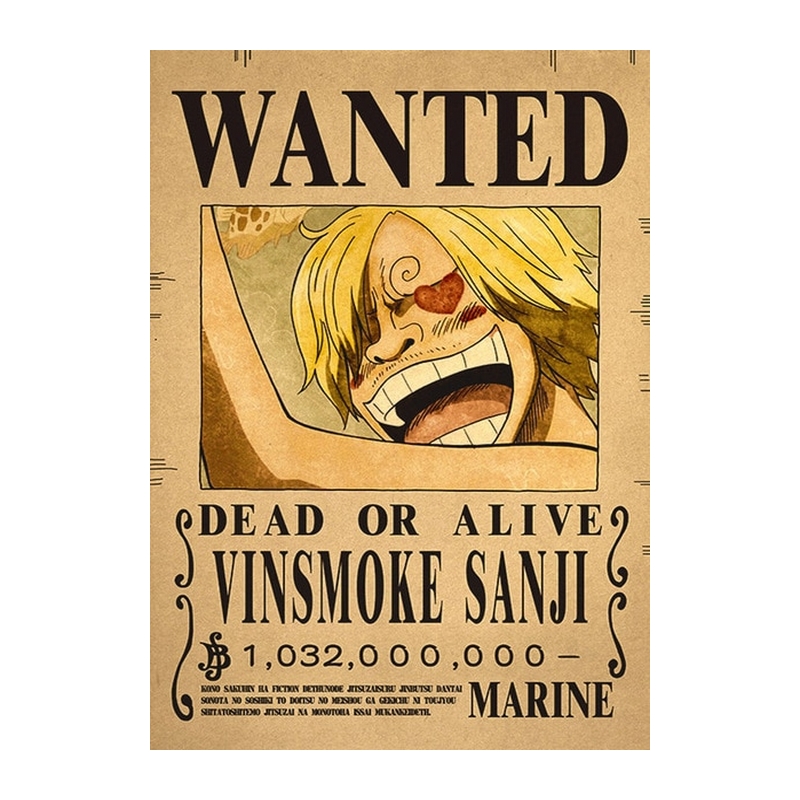 WANTED
DEAD OR ALIVE
VINSMOKE SANJI
฿ 1,032,000,000–
KONO SAKUHIN HA FICTION DETHUNODE JITSUZAISURU JINBUTSU DANTAI
SONOTA NO SOSHIKI TO DOITSU NO MEISHOU GA GEKICHU NI TOUJYOU
SHITATOSHITEMO JITSUZAI NA MONOTOHA ISSAI MUKANKEIDETH.
MARINE